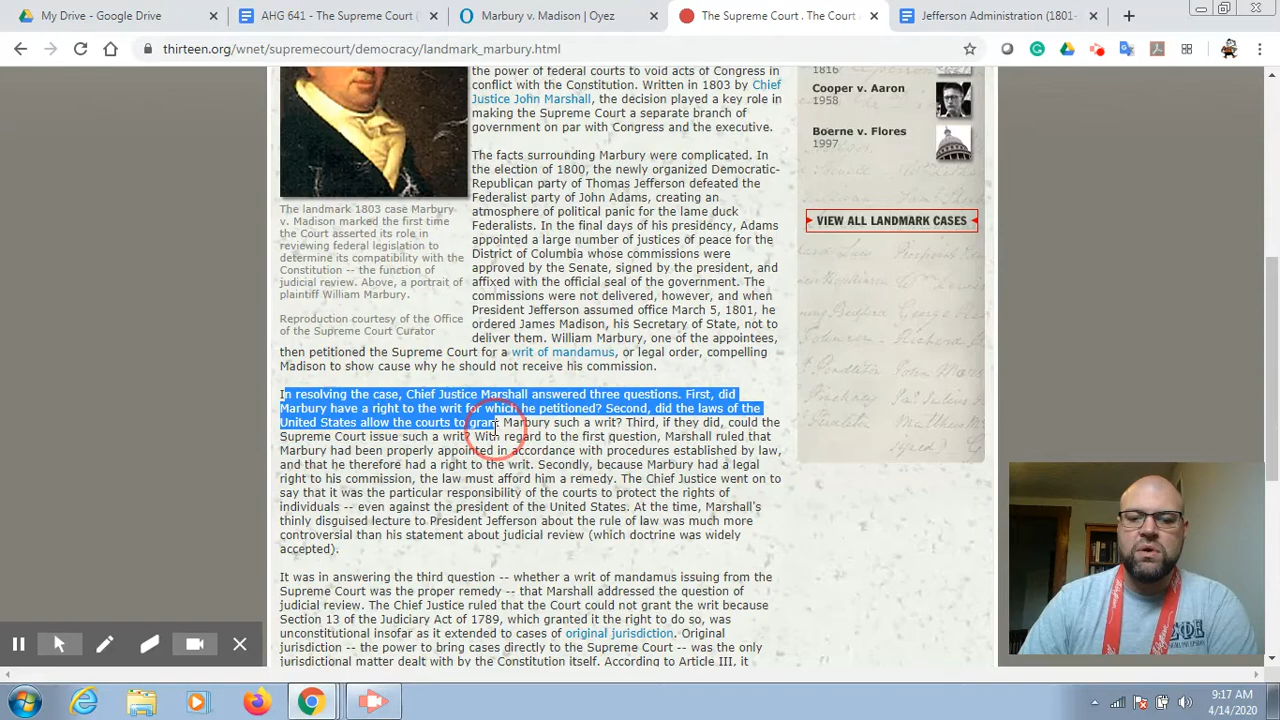 My Drive - Google Drive
AHG 641 - The Supreme Court (
Marbury v. Madison | Oyez
The Supreme Court . The Court a
Jefferson Administration (1801-
thirteen.org/wnet/supremecourt/democracy/landmark_marbury.html
the power of federal courts to void acts of Congress in
conflict with the Constitution. Written in 1803 by Chief
Justice John Marshall, the decision played a key role in
making the Supreme Court a separate branch of
government on par with Congress and the executive.
The facts surrounding Marbury were complicated. In
the election of 1800, the newly organized Democratic-
Republican party of Thomas Jefferson defeated the
Federalist party of John Adams, creating an
atmosphere of political panic for the lame duck
Federalists. In the final days of his presidency, Adams
appointed a large number of justices of peace for the
District of Columbia whose commissions were
approved by the Senate, signed by the president, and
affixed with the official seal of the government. The
commissions were not delivered, however, and when
President Jefferson assumed office March 5, 1801, he
ordered James Madison, his Secretary of State, not to
deliver them. William Marbury, one of the appointees,
then petitioned the Supreme Court for a writ of mandamus, or legal order, compelling
Madison to show cause why he should not receive his commission.
The landmark 1803 case Marbury
v. Madison marked the first time
the Court asserted its role in
reviewing federal legislation to
determine its compatibility with the
Constitution -- the function of
judicial review. Above, a portrait of
plaintiff William Marbury.
Reproduction courtesy of the Office
of the Supreme Court Curator
In resolving the case, Chief Justice Marshall answered three questions. First, did
Marbury have a right to the writ for which he petitioned? Second, did the laws of the
United States allow the courts to grant Marbury such a writ? Third, if they did, could the
Supreme Court issue such a writ? With regard to the first question, Marshall ruled that
Marbury had been properly appointed in accordance with procedures established by law,
and that he therefore had a right to the writ. Secondly, because Marbury had a legal
right to his commission, the law must afford him a remedy. The Chief Justice went on to
say that it was the particular responsibility of the courts to protect the rights of
individuals -- even against the president of the United States. At the time, Marshall's
thinly disguised lecture to President Jefferson about the rule of law was much more
controversial than his statement about judicial review (which doctrine was widely
accepted).
It was in answering the third question -- whether a writ of mandamus issuing from the
Supreme Court was the proper remedy -- that Marshall addressed the question of
judicial review. The Chief Justice ruled that the Court could not grant the writ because
Section 13 of the Judiciary Act of 1789, which granted it the right to do so, was
unconstitutional insofar as it extended to cases of original jurisdiction. Original
jurisdiction -- the power to bring cases directly to the Supreme Court -- was the only
jurisdictional matter dealt with by the Constitution itself. According to Article III, it
1816
Cooper v. Aaron
1958
Boerne v. Flores
1997
VIEW ALL LANDMARK CASES
9:17 AM
4/14/2020